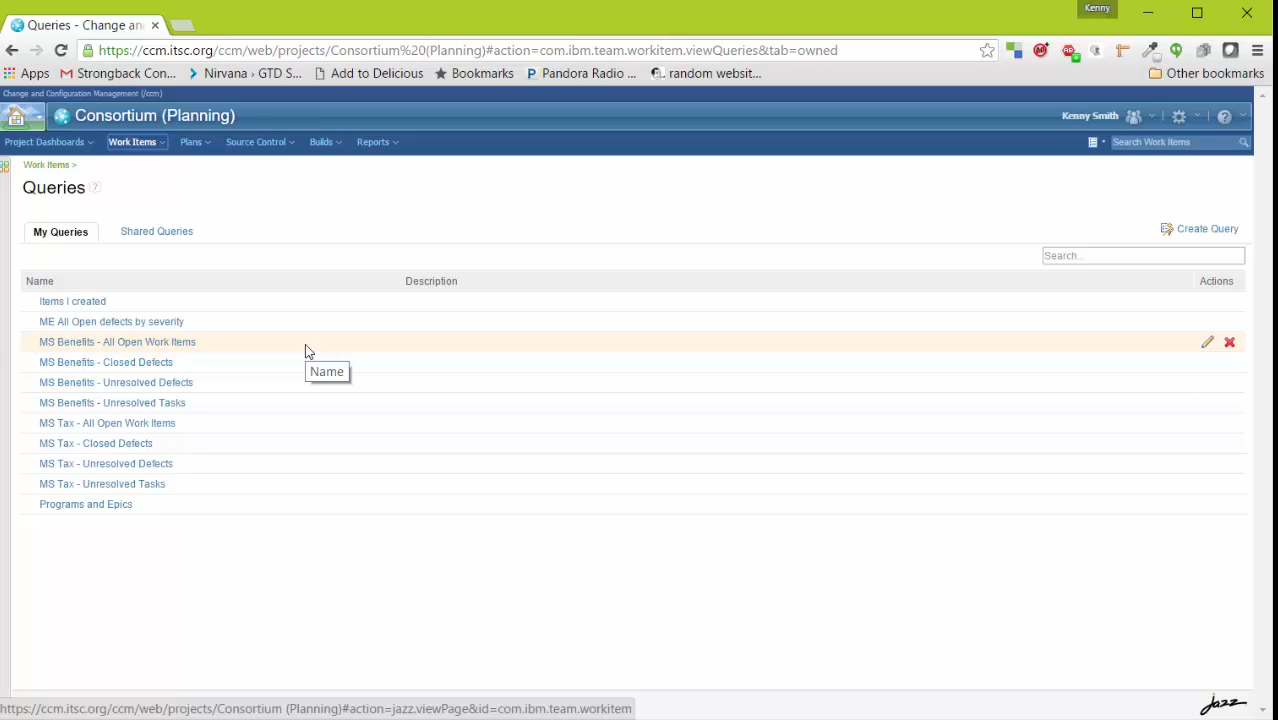 Kenny
Queries - Change an
https://ccm.itsc.org/ccm/web/projects/Consortium%20(Planning)#action=com.ibm.team.workitem.viewQueries&tab=owned
Apps Strongback Con... Nirvana > GTD S... Add to Delicious Bookmarks Pandora Radio ... random websit... Other bookmarks
Change and Configuration Management (/ccm)
Consortium (Planning) Kenny Smith
Project Dashboards Work Items Plans Source Control Builds Reports Search Work Items
Work Items >
Queries ?
My Queries Shared Queries Create Query
Search...
Name Description Actions
Items I created
ME All Open defects by severity
MS Benefits - All Open Work Items
MS Benefits - Closed Defects
Name
MS Benefits - Unresolved Defects
MS Benefits - Unresolved Tasks
MS Tax - All Open Work Items
MS Tax - Closed Defects
MS Tax - Unresolved Defects
MS Tax - Unresolved Tasks
Programs and Epics
jazz
https://ccm.itsc.org/ccm/web/projects/Consortium (Planning)#action=jazz.viewPage&id=com.ibm.team.workitem